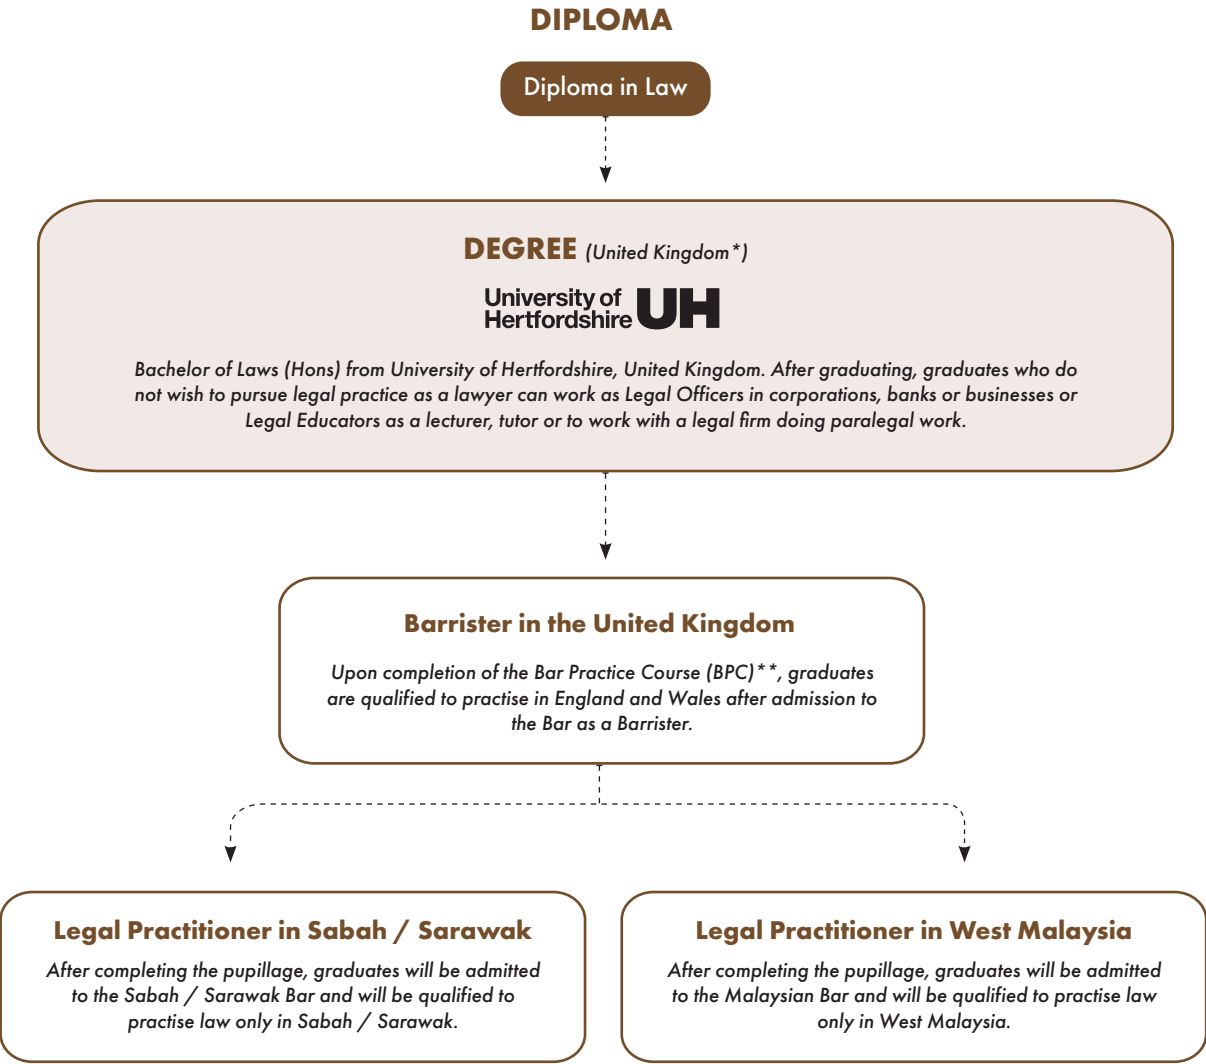 DIPLOMA
Diploma in Law
DEGREE (United Kingdom*)
University of
Hertfordshire UH
Bachelor of Laws (Hons) from University of Hertfordshire, United Kingdom. After graduating, graduates who do
not wish to pursue legal practice as a lawyer can work as Legal Officers in corporations, banks or businesses or
Legal Educators as a lecturer, tutor or to work with a legal firm doing paralegal work.
Barrister in the United Kingdom
Upon completion of the Bar Practice Course (BPC)**, graduates
are qualified to practise in England and Wales after admission to
the Bar as a Barrister.
Legal Practitioner in Sabah / Sarawak
After completing the pupillage, graduates will be admitted
to the Sabah / Sarawak Bar and will be qualified to
practise law only in Sabah / Sarawak.
Legal Practitioner in West Malaysia
After completing the pupillage, graduates will be admitted
to the Malaysian Bar and will be qualified to practise law
only in West Malaysia.